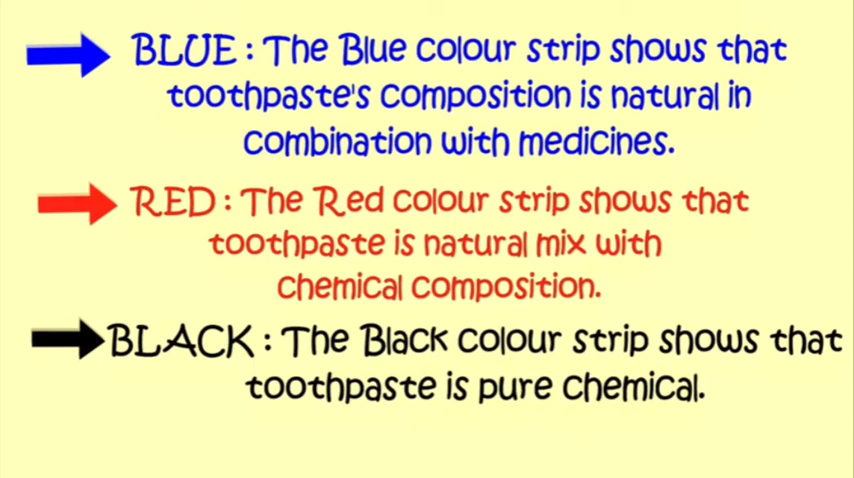 BLUE : The Blue colour strip shows that
toothpaste's composition is natural in
combination with medicines.
RED : The Red colour strip shows that
toothpaste is natural mix with
chemical composition.
BLACK : The Black colour strip shows that
toothpaste is pure chemical.